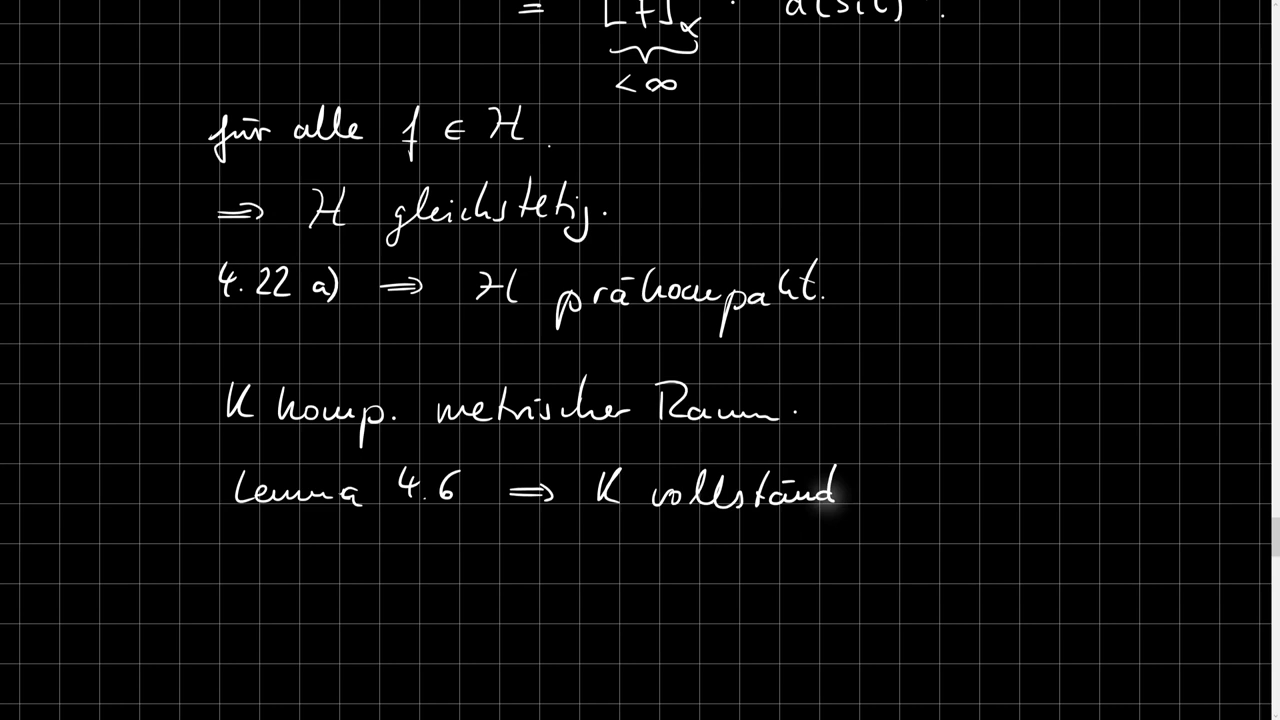 = [f]_α · d(s,t) .
< ∞
für alle f ∈ H .
⇒ H gleichstetig.
4.22 a) ⇒ H präkompakt.
K komp. metrischer Raum.
Lemma 4.6 ⇒ K vollständ